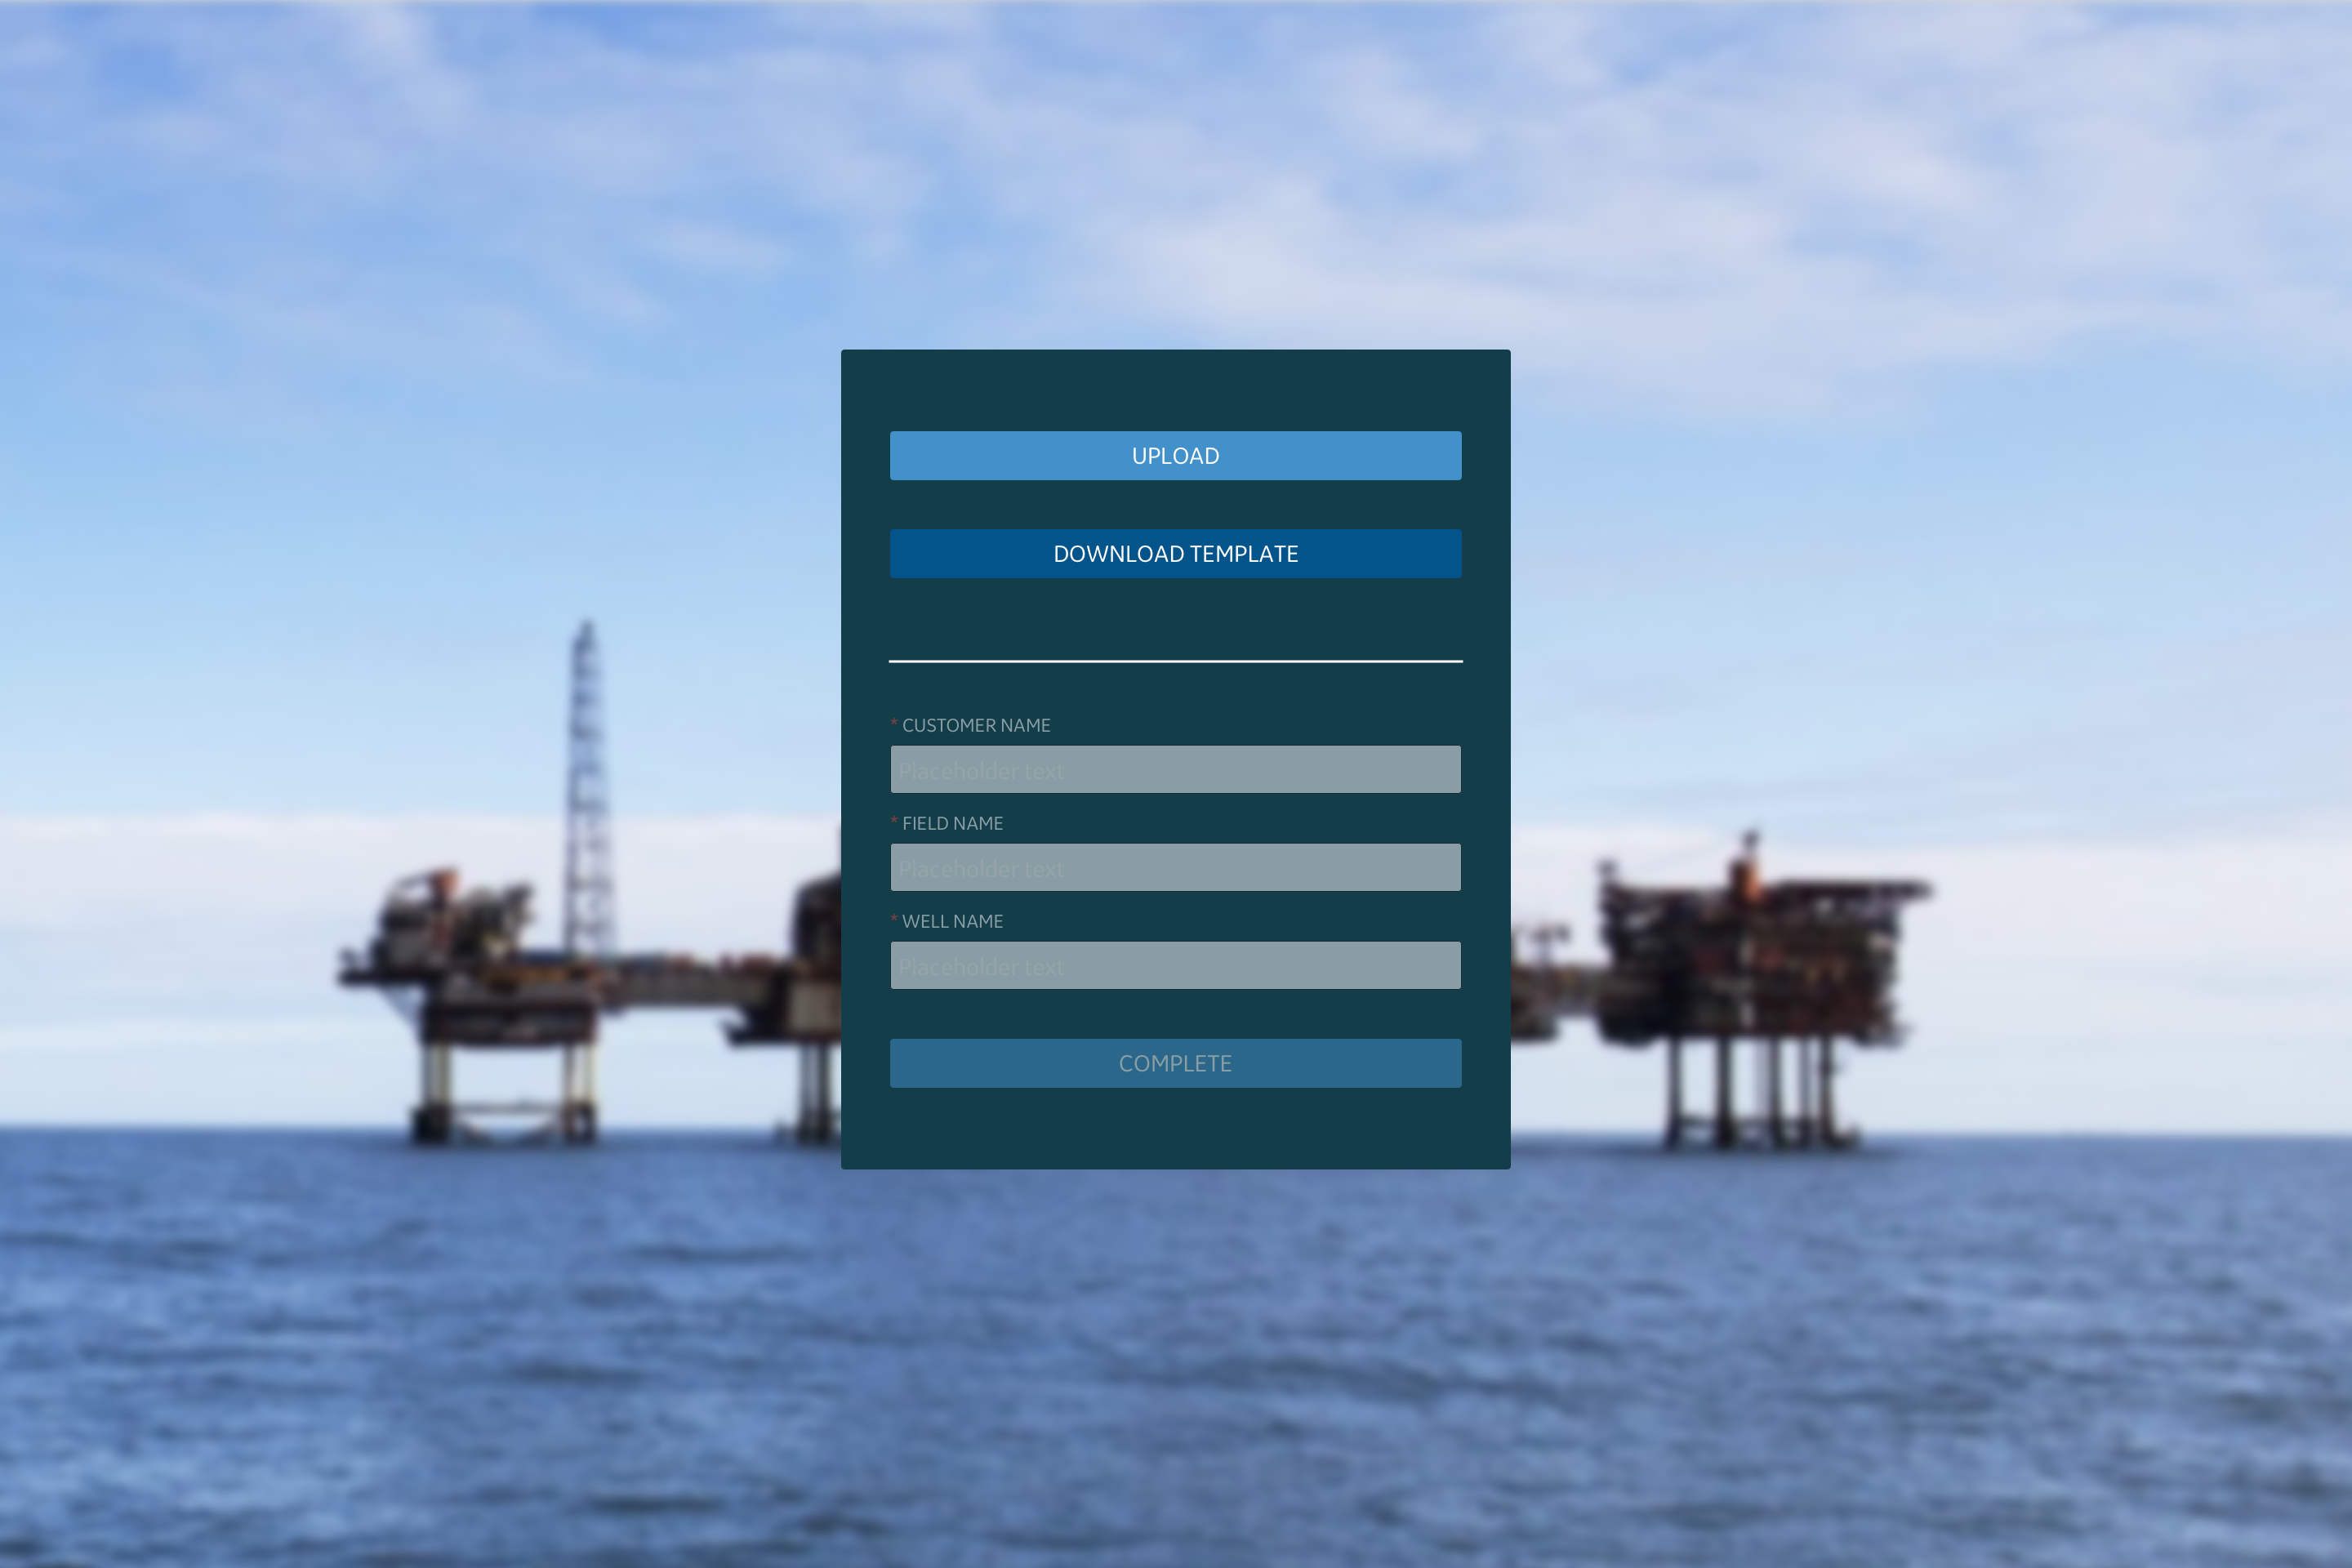 UPLOAD
DOWNLOAD TEMPLATE
* CUSTOMER NAME
Placeholder text
* FIELD NAME
Placeholder text
* WELL NAME
Placeholder text
COMPLETE